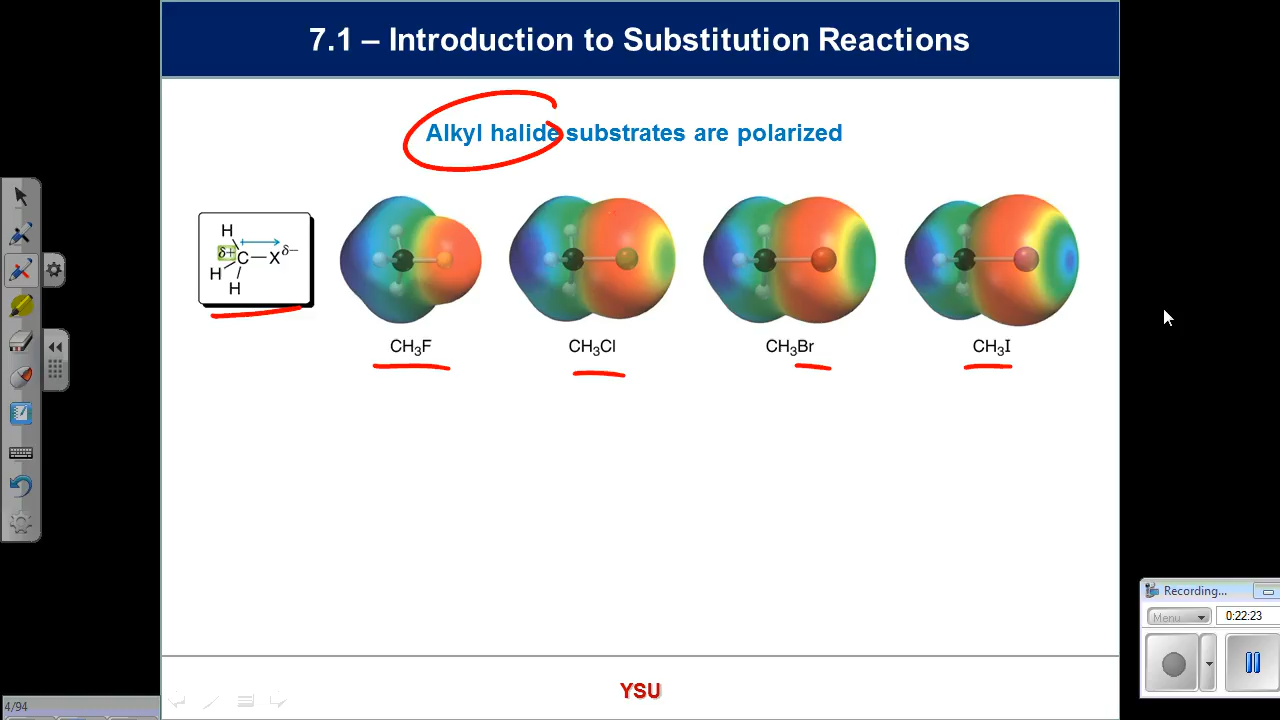 7.1 – Introduction to Substitution Reactions
Alkyl halide substrates are polarized
H
δ+ C – X δ−
H
H
CH₃F CH₃Cl CH₃Br CH₃I
YSU
4/94
Recording...
Menu
0:22:23